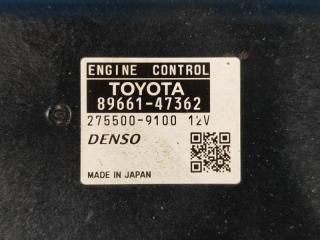 ENGINE CONTROL
TOYOTA
89661-47362
275500-9100 12V
DENSO
MADE IN JAPAN